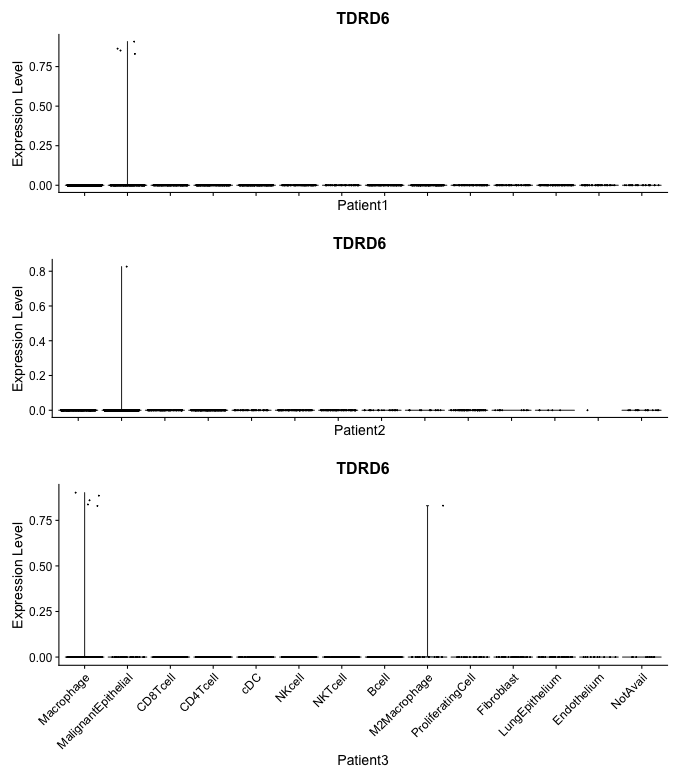 TDRD6
Expression Level
0.75
0.50
0.25
0.00
Patient1
TDRD6
Expression Level
0.8
0.6
0.4
0.2
0.0
Patient2
TDRD6
Expression Level
0.75
0.50
0.25
0.00
Macrophage
MalignantEpithelial
CD8Tcell
CD4Tcell
cDC
NKcell
NKTcell
Bcell
M2Macrophage
ProliferatingCell
Fibroblast
LungEpithelium
Endothelium
NotAvail
Patient3